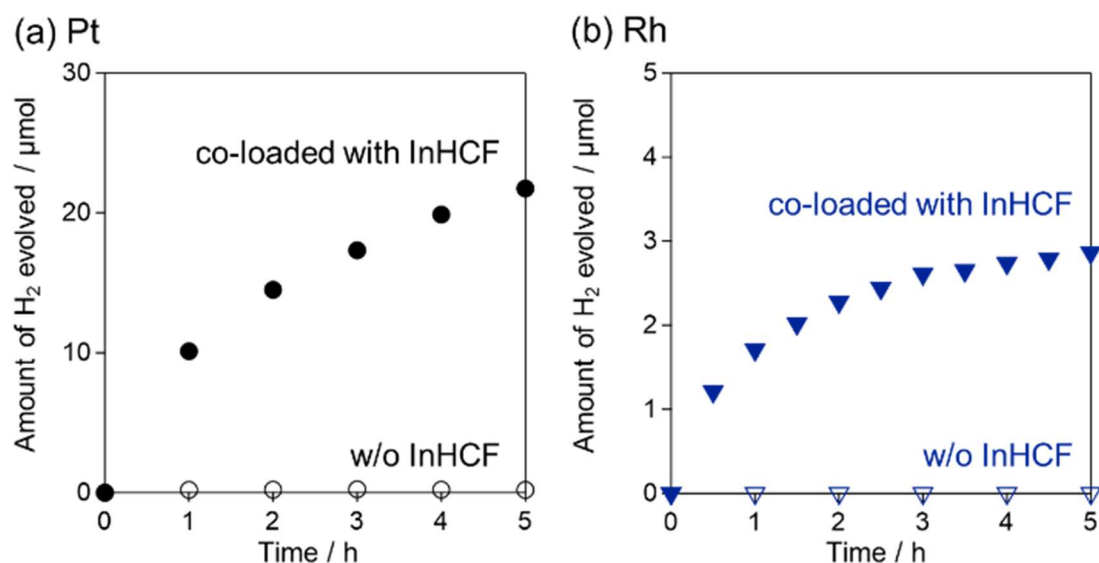 (a) Pt
30
20
10
0
Amount of H₂ evolved / μmol
co-loaded with InHCF
w/o InHCF
0 1 2 3 4 5
Time / h
(b) Rh
5
4
3
2
1
0
Amount of H₂ evolved / μmol
co-loaded with InHCF
w/o InHCF
0 1 2 3 4 5
Time / h